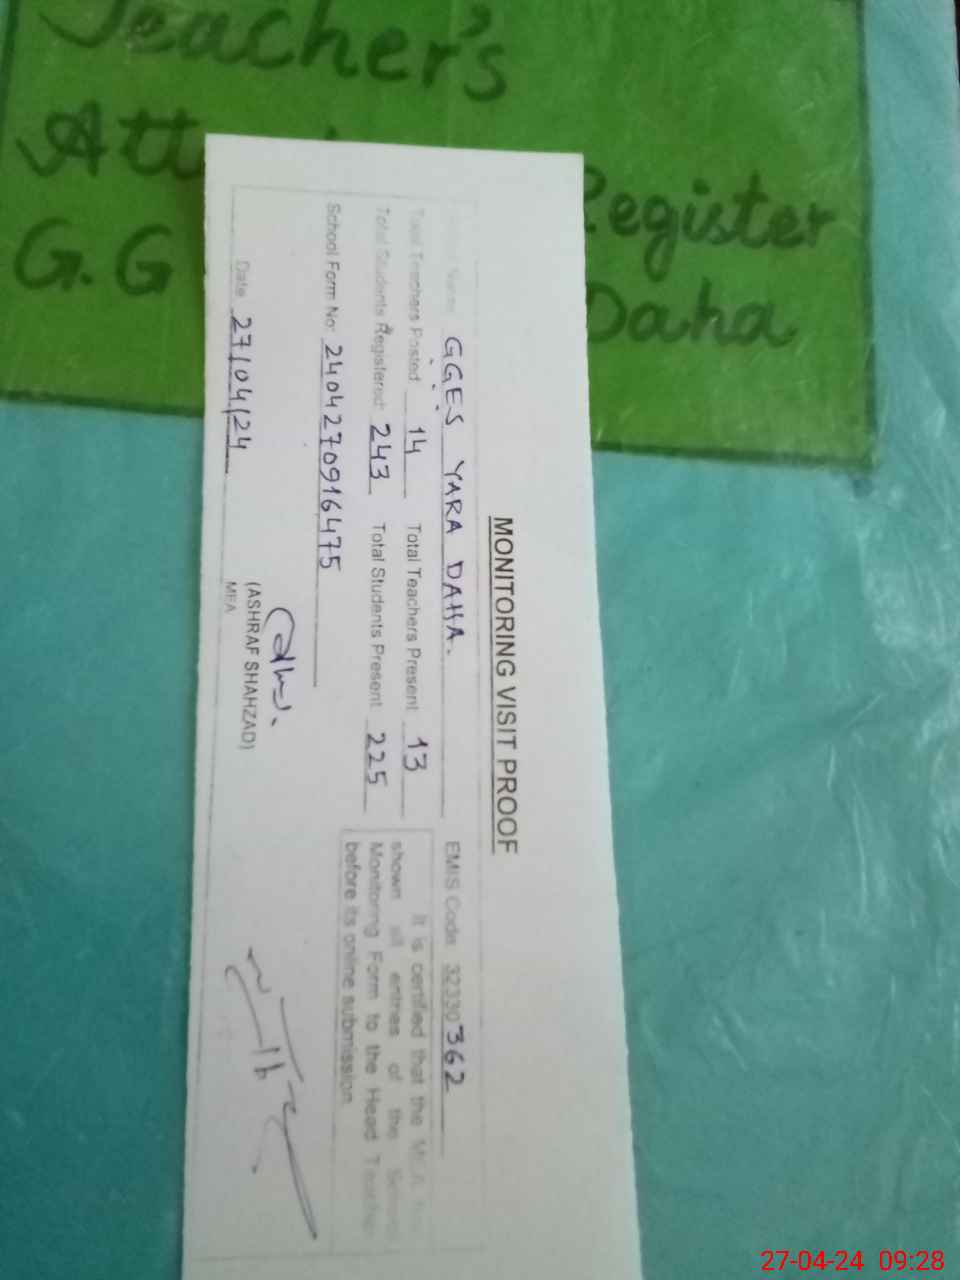 Teacher's
Register
G.G Daha
MONITORING VISIT PROOF
Name: GGES YARA DAHA. EMIS Code: 32330362
Total Teachers Posted 14 Total Teachers Present 13
Total Students Registered: 243 Total Students Present 225
School Form No: 240427091647​5
It is certified that the MEA
shown all entries of the School
Monitoring Form to the Head Teacher
before its online submission.
(ASHRAF SHAHZAD)
MEA
Date 27/04/24
27-04-24 09:28